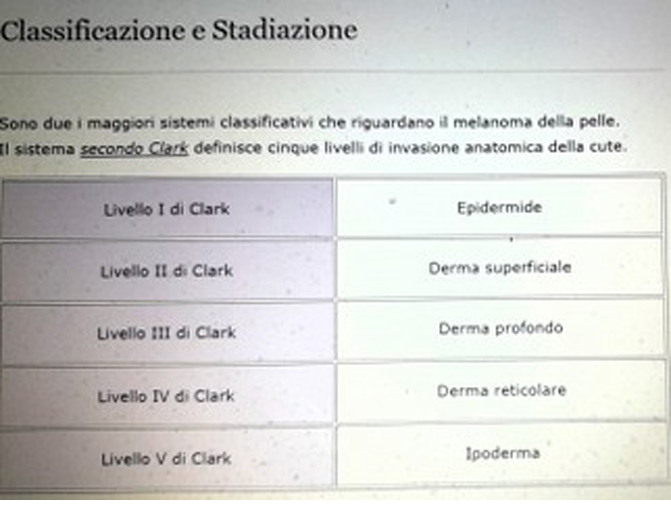 Classificazione e Stadiazione
Sono due i maggiori sistemi classificativi che riguardano il melanoma della pelle.
Il sistema secondo Clark definisce cinque livelli di invasione anatomica della cute.
Livello I di Clark Epidermide
Livello II di Clark Derma superficiale
Livello III di Clark Derma profondo
Livello IV di Clark Derma reticolare
Livello V di Clark Ipoderma